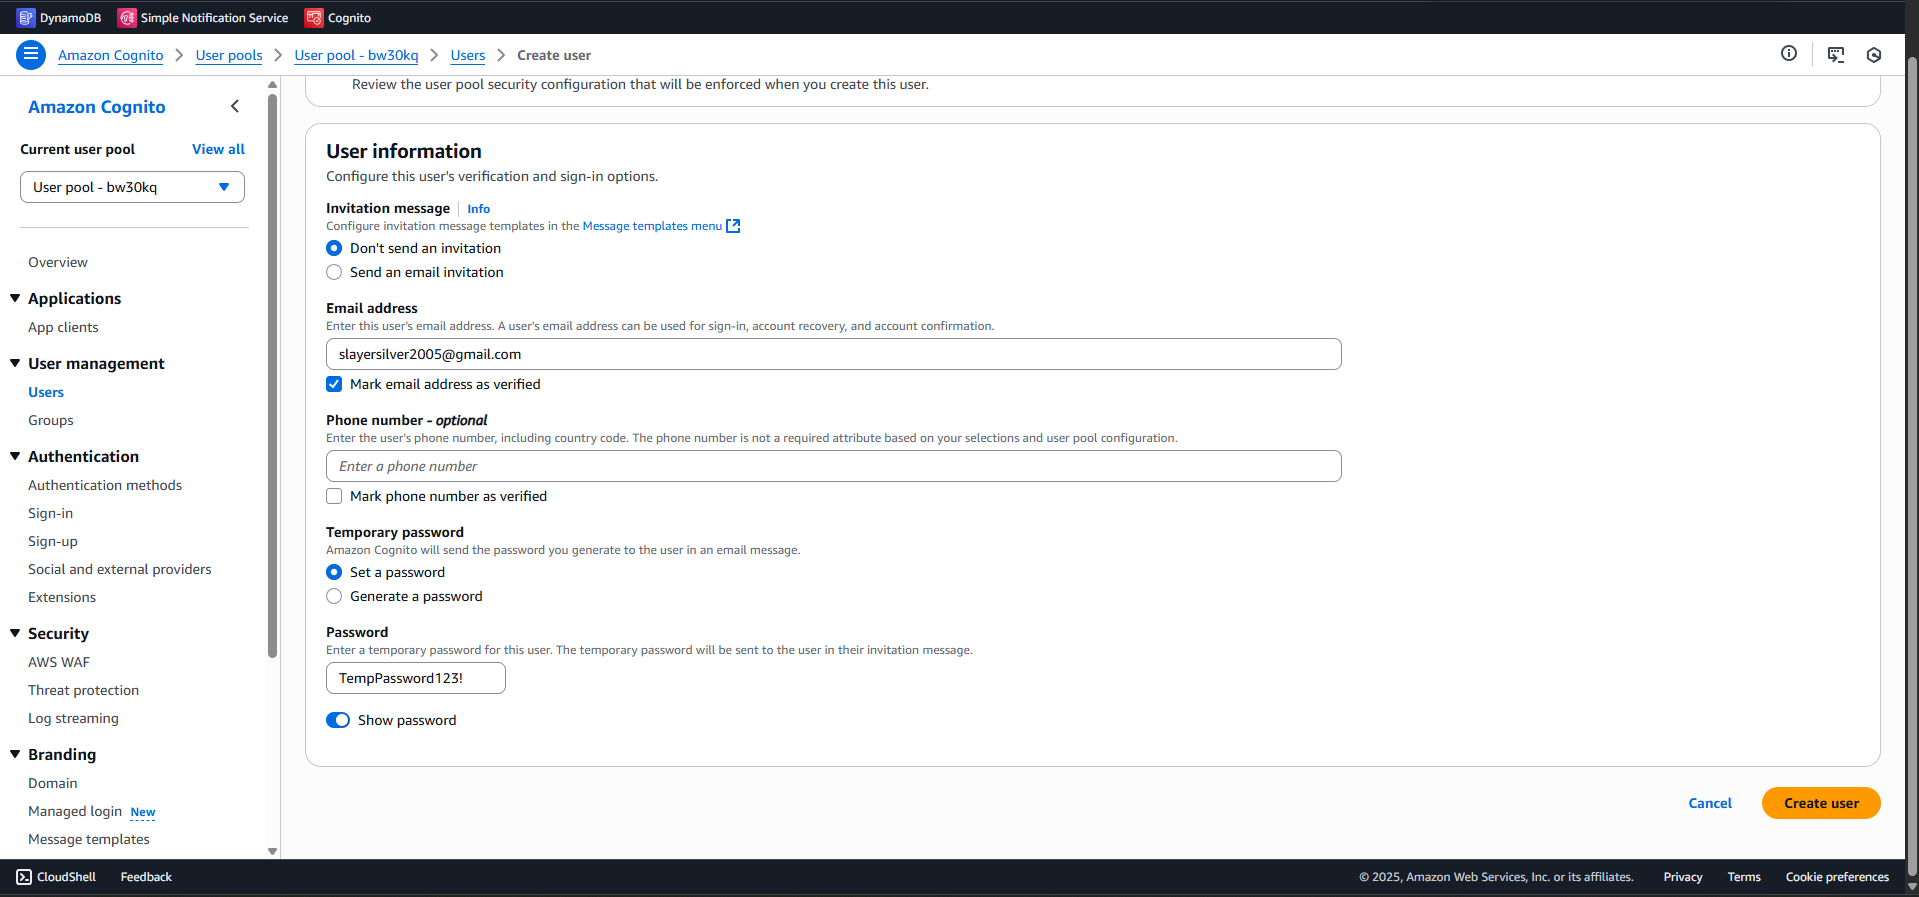 DynamoDB Simple Notification Service Cognito
Amazon Cognito User pools User pool - bw30kq Users Create user
Amazon Cognito
Current user pool View all
User pool - bw30kq
Overview
Applications
App clients
User management
Users
Groups
Authentication
Authentication methods
Sign-in
Sign-up
Social and external providers
Extensions
Security
AWS WAF
Threat protection
Log streaming
Branding
Domain
Managed login New
Message templates
Review the user pool security configuration that will be enforced when you create this user.
User information
Configure this user's verification and sign-in options.
Invitation message Info
Configure invitation message templates in the Message templates menu
Don't send an invitation
Send an email invitation
Email address
Enter this user's email address. A user's email address can be used for sign-in, account recovery, and account confirmation.
slayersilver2005@gmail.com
Mark email address as verified
Phone number - optional
Enter the user's phone number, including country code. The phone number is not a required attribute based on your selections and user pool configuration.
Enter a phone number
Mark phone number as verified
Temporary password
Amazon Cognito will send the password you generate to the user in an email message.
Set a password
Generate a password
Password
Enter a temporary password for this user. The temporary password will be sent to the user in their invitation message.
TempPassword123!
Show password
Cancel Create user
CloudShell Feedback © 2025, Amazon Web Services, Inc. or its affiliates. Privacy Terms Cookie preferences